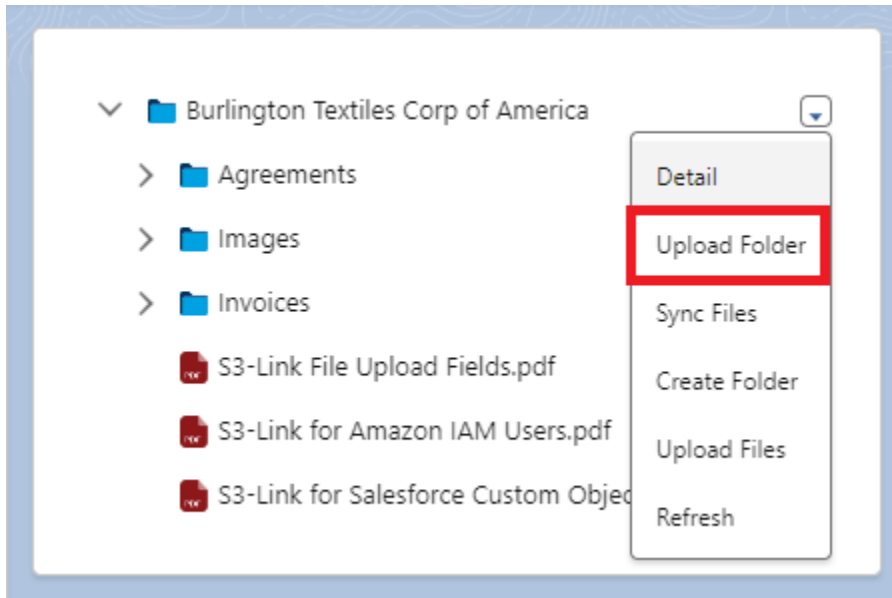 Burlington Textiles Corp of America
Agreements
Images
Invoices
S3-Link File Upload Fields.pdf
S3-Link for Amazon IAM Users.pdf
S3-Link for Salesforce Custom
Detail
Upload Folder
Sync Files
Create Folder
Upload Files
Refresh